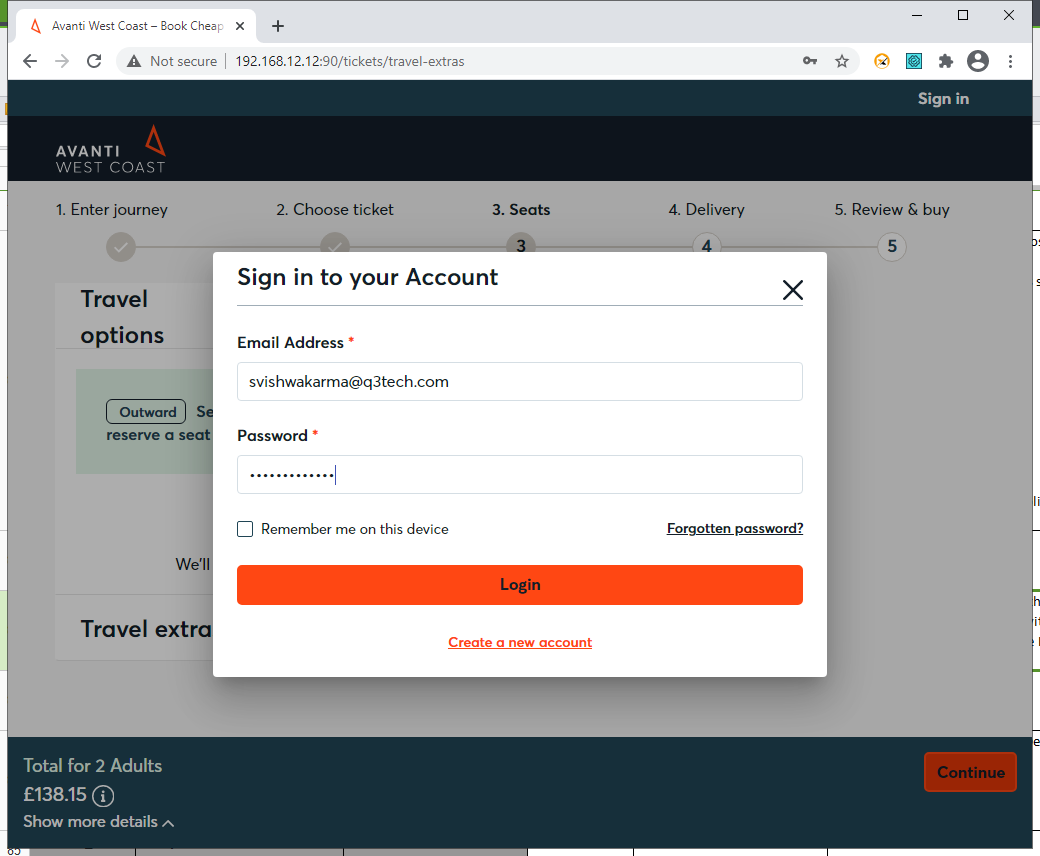 Avanti West Coast – Book Cheap
Not secure
192.168.12.12:90/tickets/travel-extras
Sign in
AVANTI
WEST COAST
1. Enter journey
2. Choose ticket
3. Seats
4. Delivery
5. Review & buy
3
4
5
Travel
options
Outward Se
reserve a seat
We'll
Travel extra
Sign in to your Account
Email Address *
svishwakarma@q3tech.com
Password *
•••••••••••••
Remember me on this device
Forgotten password?
Login
Create a new account
Total for 2 Adults
£138.15
Show more details
Continue